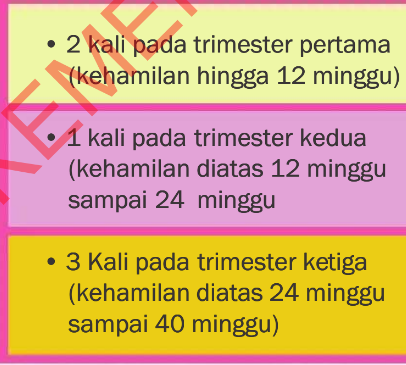 • 2 kali pada trimester pertama
(kehamilan hingga 12 minggu)
• 1 kali pada trimester kedua
(kehamilan diatas 12 minggu
sampai 24 minggu
• 3 Kali pada trimester ketiga
(kehamilan diatas 24 minggu
sampai 40 minggu)
KEMEN